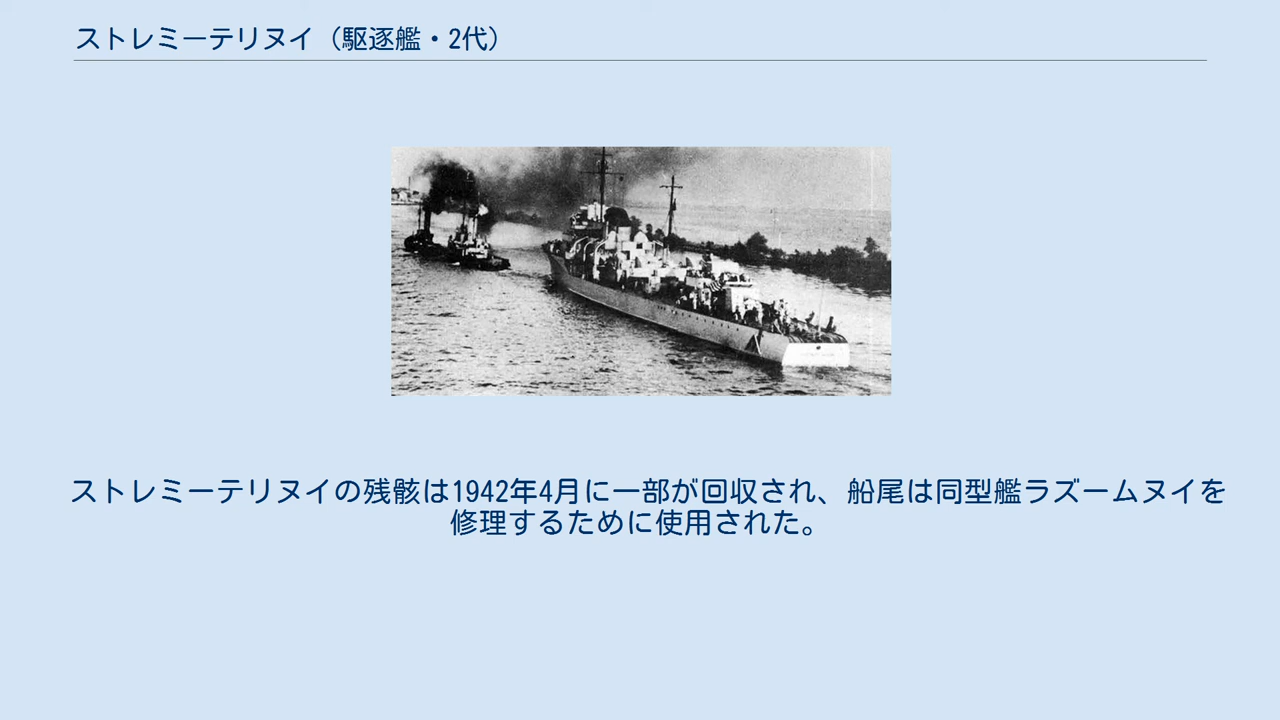 ストレミーテリヌイ（駆逐艦・2代）
ストレミーテリヌイの残骸は1942年4月に一部が回収され、船尾は同型艦ラズームヌイを
修理するために使用された。